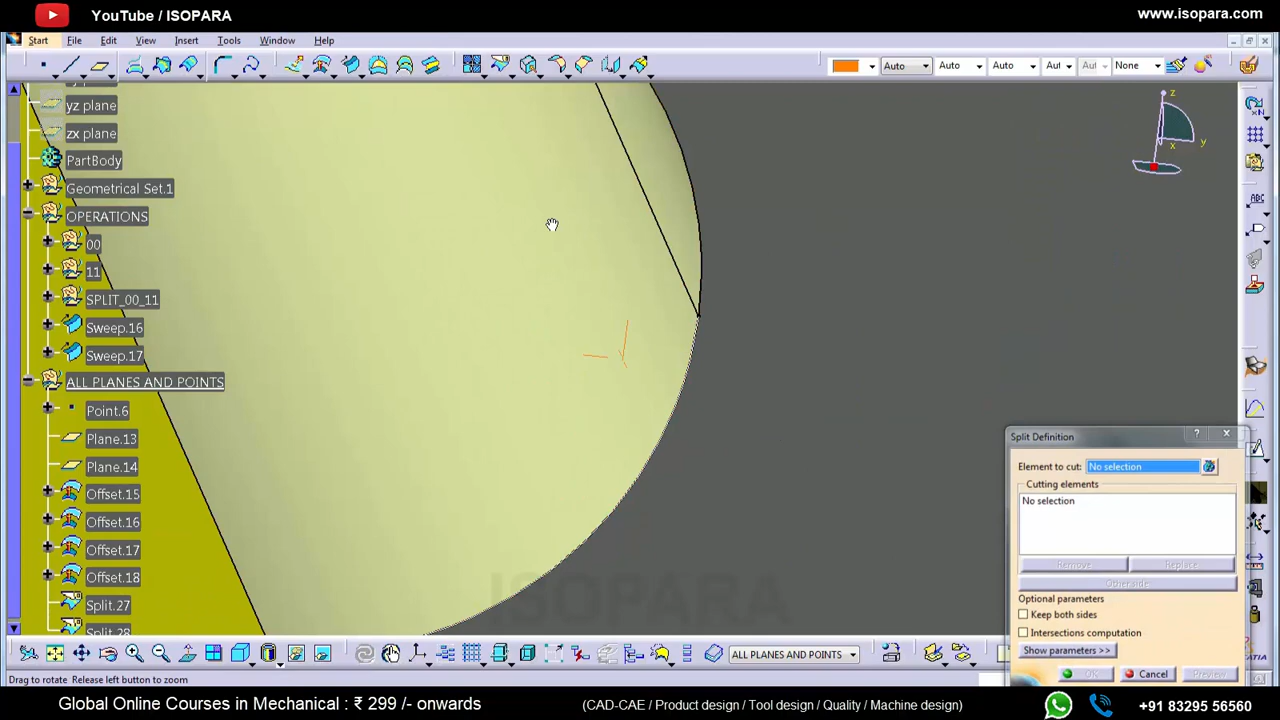 YouTube / ISOPARA
www.isopara.com
Start File Edit View Insert Tools Window Help
Auto Auto Auto Aut Aut None
yz plane
zx plane
PartBody
Geometrical Set.1
OPERATIONS
00
11
SPLIT_00_11
Sweep.16
Sweep.17
ALL PLANES AND POINTS
Point.6
Plane.13
Plane.14
Offset.15
Offset.16
Offset.17
Offset.18
Split.27
Split.28
z
y
x
Split Definition
? X
Element to cut: No selection
Cutting elements
No selection
Remove Replace
Other side
Optional parameters
Keep both sides
Intersections computation
Show parameters >>
OK Cancel Preview
ISOPARA
ALL PLANES AND POINTS
Drag to rotate Release left button to zoom
Global Online Courses in Mechanical : ₹ 299 /- onwards
(CAD-CAE / Product design / Tool design / Quality / Machine design)
+91 83295 56560